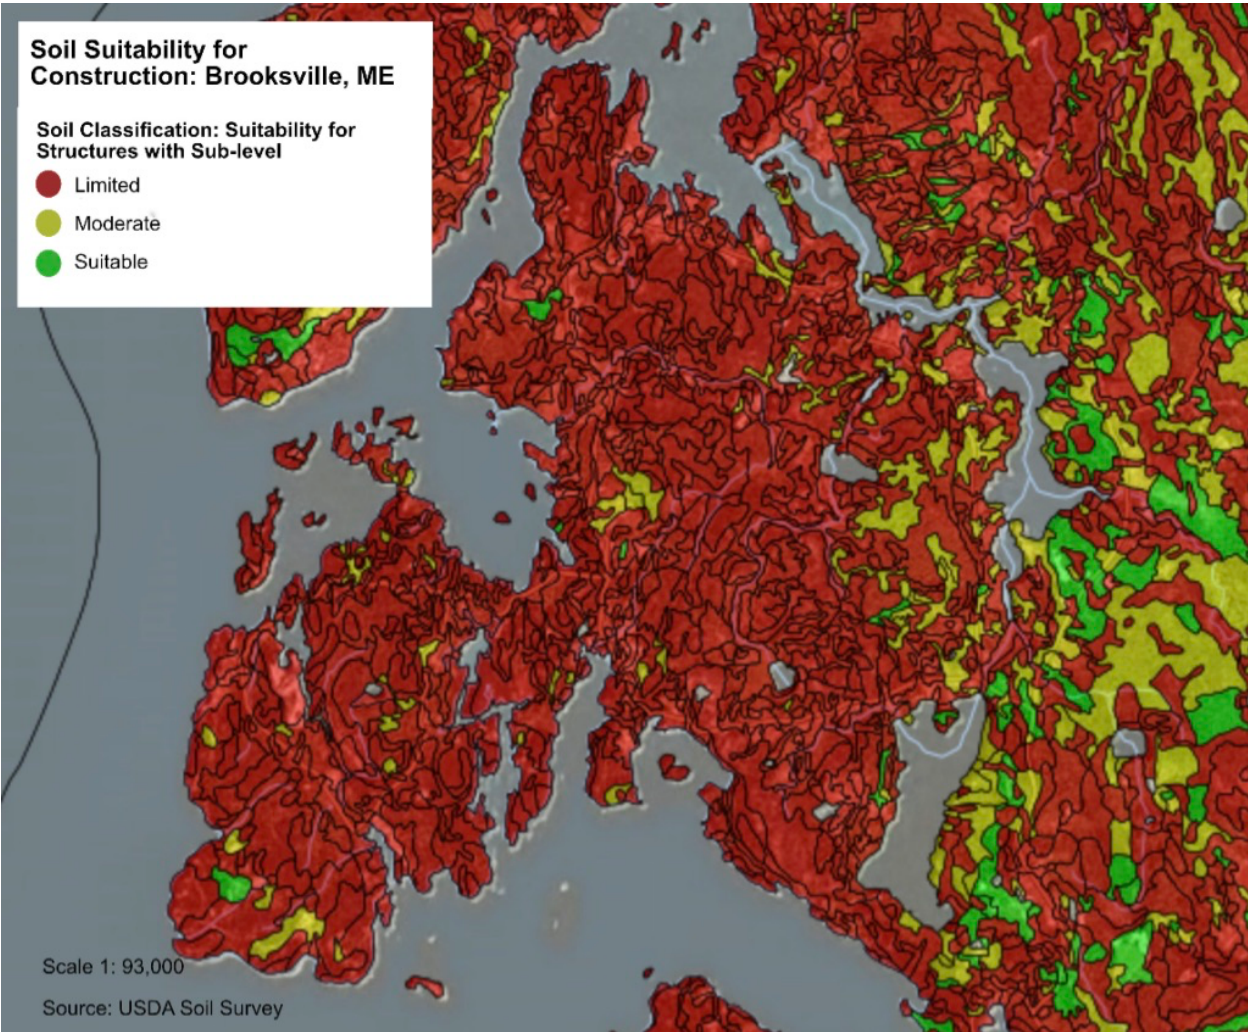 Soil Suitability for
Construction: Brooksville, ME
Soil Classification: Suitability for
Structures with Sub-level
Limited
Moderate
Suitable
Scale 1: 93,000
Source: USDA Soil Survey